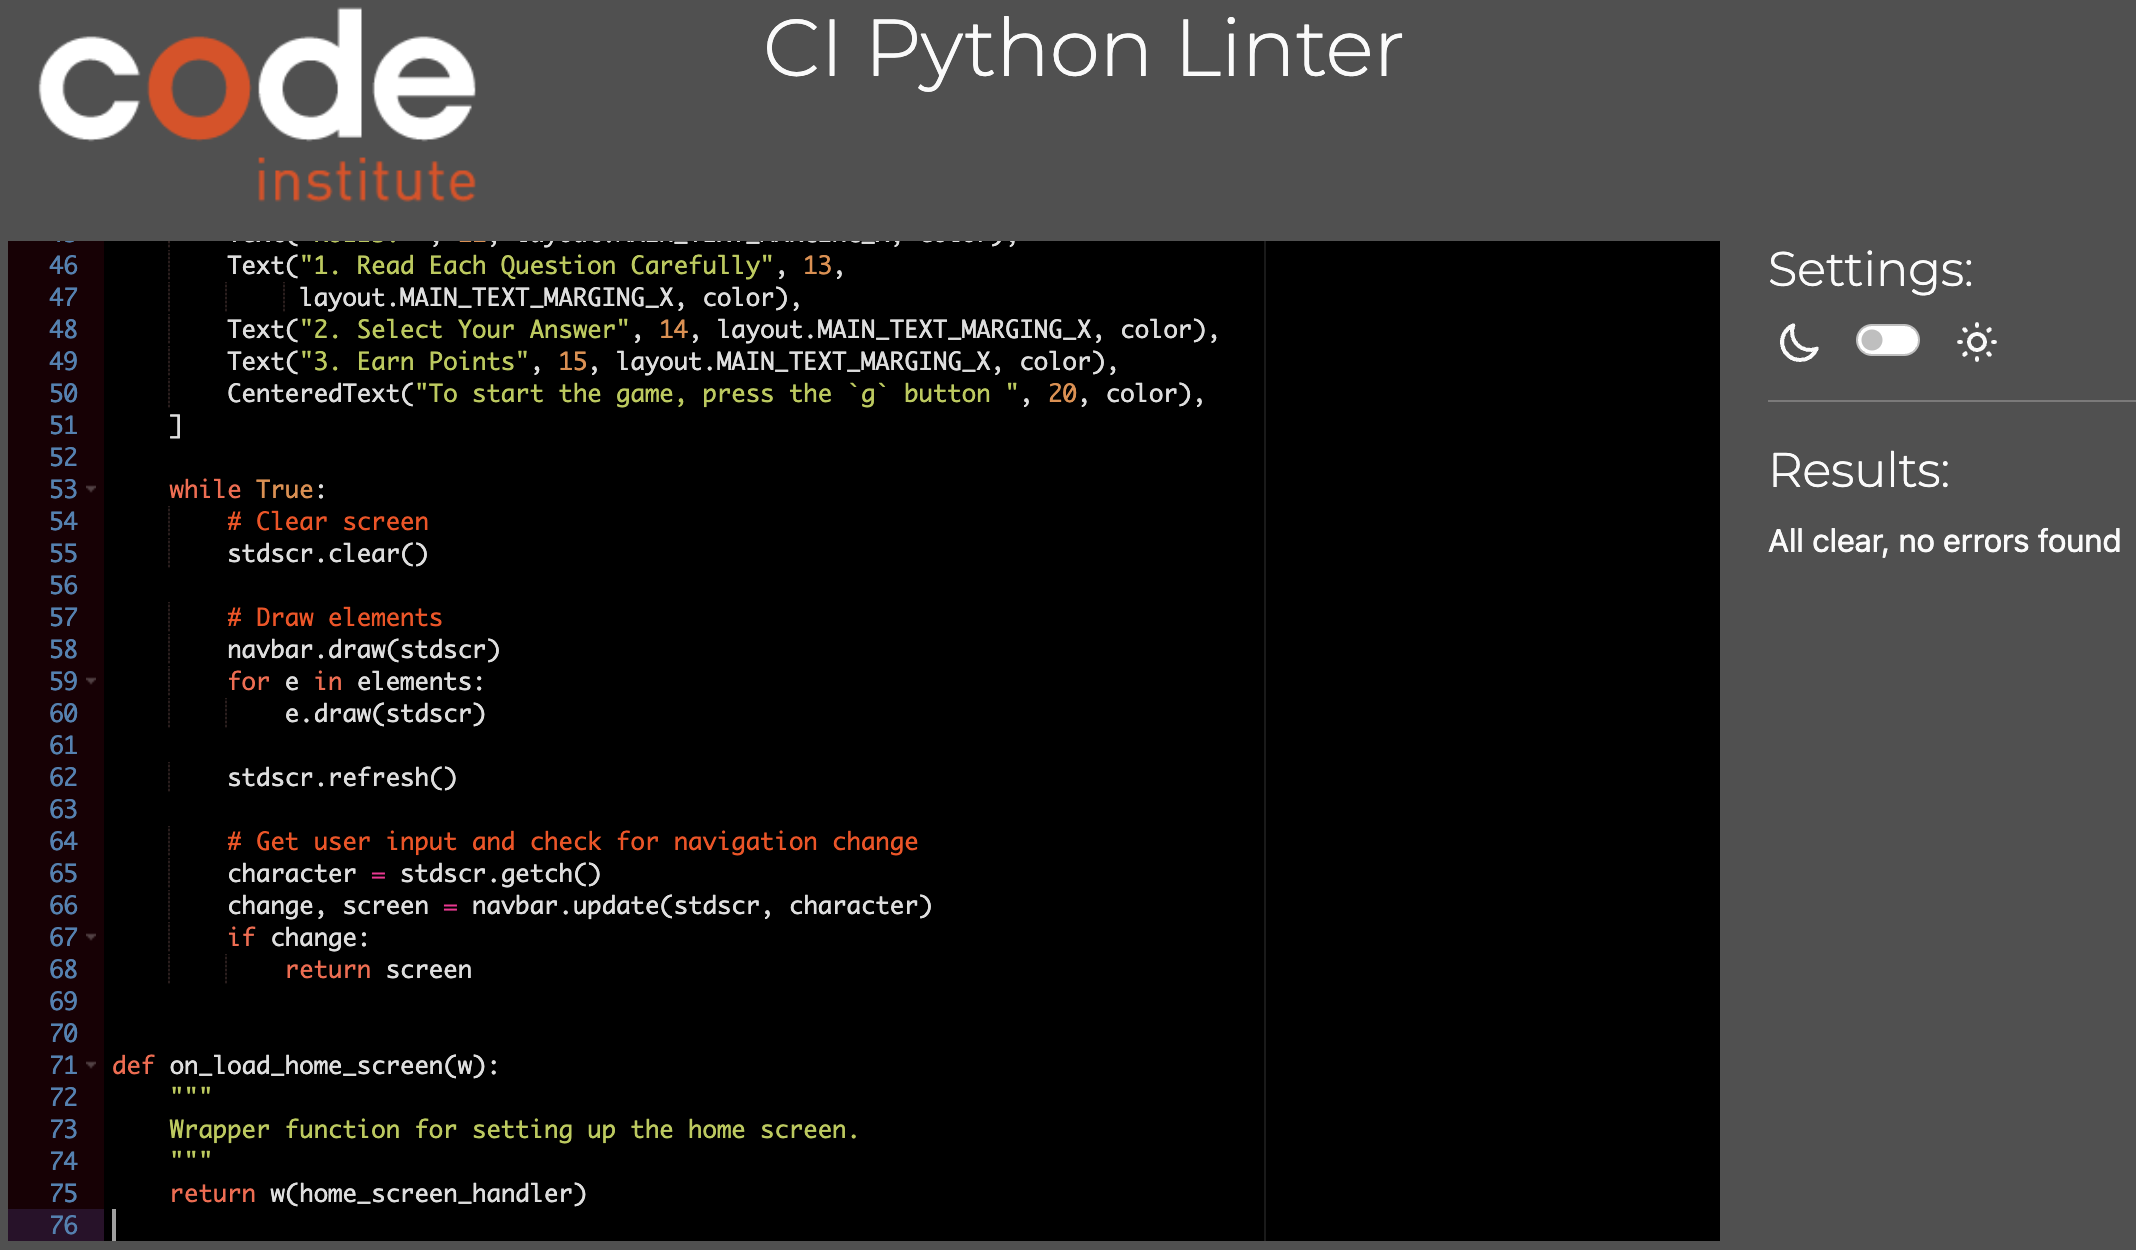 code
institute
CI Python Linter
46 Text("1. Read Each Question Carefully", 13,
47 layout.MAIN_TEXT_MARGING_X, color),
48 Text("2. Select Your Answer", 14, layout.MAIN_TEXT_MARGING_X, color),
49 Text("3. Earn Points", 15, layout.MAIN_TEXT_MARGING_X, color),
50 CenteredText("To start the game, press the `g` button ", 20, color),
51 ]
52
53 while True:
54 # Clear screen
55 stdscr.clear()
56
57 # Draw elements
58 navbar.draw(stdscr)
59 for e in elements:
60 e.draw(stdscr)
61
62 stdscr.refresh()
63
64 # Get user input and check for navigation change
65 character = stdscr.getch()
66 change, screen = navbar.update(stdscr, character)
67 if change:
68 return screen
69
70
71 def on_load_home_screen(w):
72 """
73 Wrapper function for setting up the home screen.
74 """
75 return w(home_screen_handler)
76
Settings:
Results:
All clear, no errors found